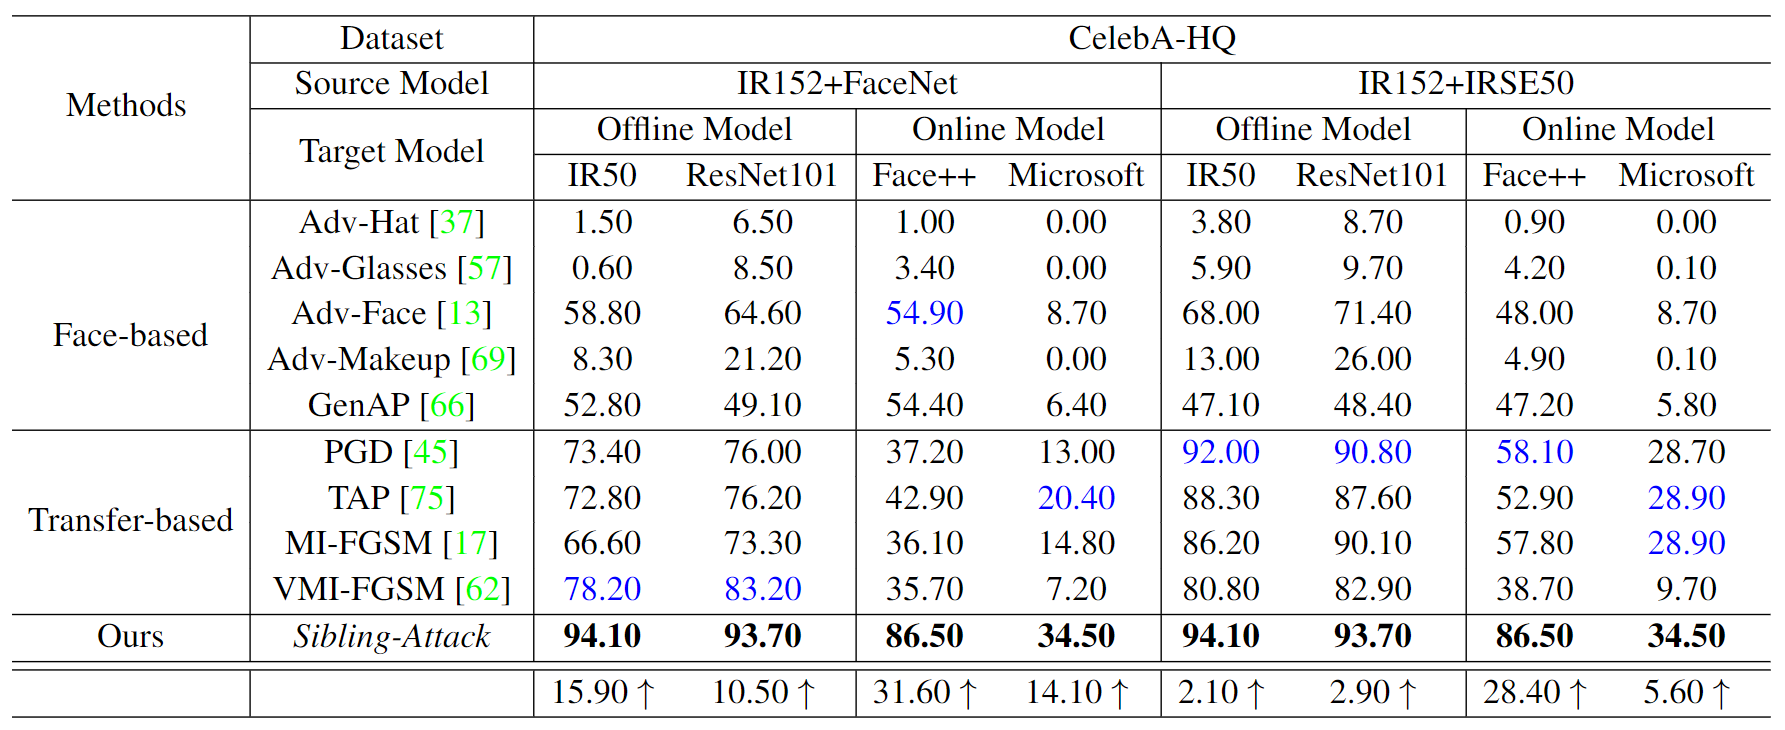 Methods Dataset CelebA-HQ
Source Model IR152+FaceNet IR152+IRSE50
Target Model Offline Model Online Model Offline Model Online Model
IR50 ResNet101 Face++ Microsoft IR50 ResNet101 Face++ Microsoft
Face-based
Adv-Hat [37] 1.50 6.50 1.00 0.00 3.80 8.70 0.90 0.00
Adv-Glasses [57] 0.60 8.50 3.40 0.00 5.90 9.70 4.20 0.10
Adv-Face [13] 58.80 64.60 54.90 8.70 68.00 71.40 48.00 8.70
Adv-Makeup [69] 8.30 21.20 5.30 0.00 13.00 26.00 4.90 0.10
GenAP [66] 52.80 49.10 54.40 6.40 47.10 48.40 47.20 5.80
Transfer-based
PGD [45] 73.40 76.00 37.20 13.00 92.00 90.80 58.10 28.70
TAP [75] 72.80 76.20 42.90 20.40 88.30 87.60 52.90 28.90
MI-FGSM [17] 66.60 73.30 36.10 14.80 86.20 90.10 57.80 28.90
VMI-FGSM [62] 78.20 83.20 35.70 7.20 80.80 82.90 38.70 9.70
Ours Sibling-Attack 94.10 93.70 86.50 34.50 94.10 93.70 86.50 34.50
15.90 ↑ 10.50 ↑ 31.60 ↑ 14.10 ↑ 2.10 ↑ 2.90 ↑ 28.40 ↑ 5.60 ↑